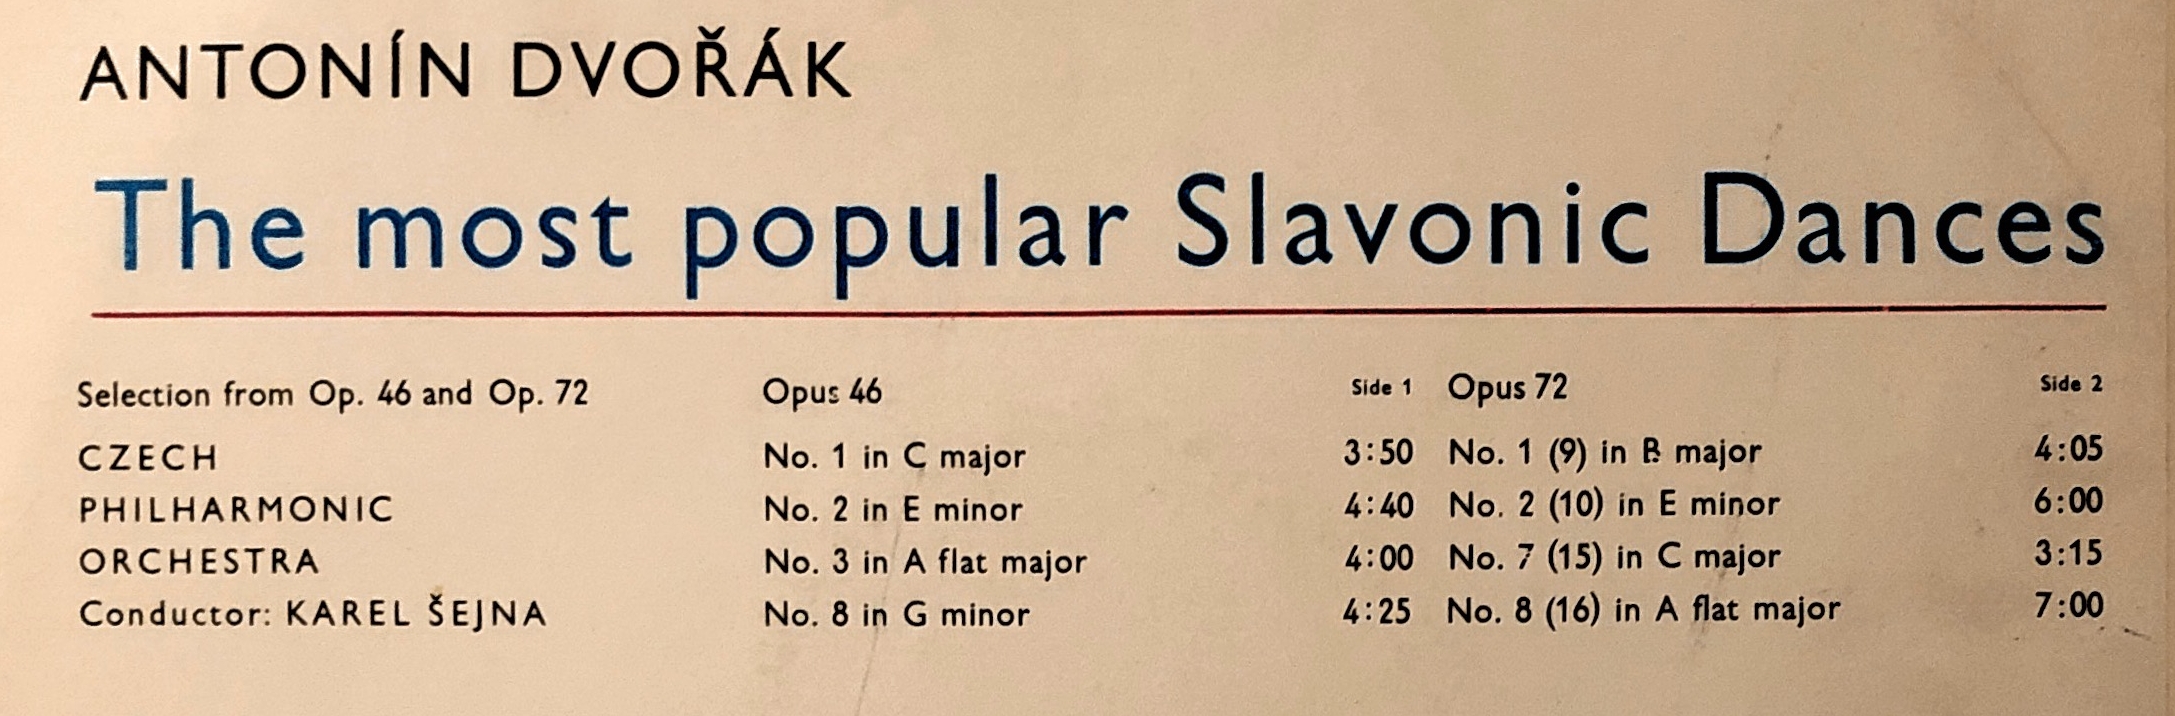 ANTONÍN DVOŘÁK
The most popular Slavonic Dances
Selection from Op. 46 and Op. 72
CZECH
PHILHARMONIC
ORCHESTRA
Conductor: KAREL ŠEJNA
Opus 46 Side 1
No. 1 in C major 3:50
No. 2 in E minor 4:40
No. 3 in A flat major 4:00
No. 8 in G minor 4:25
Opus 72 Side 2
No. 1 (9) in B major 4:05
No. 2 (10) in E minor 6:00
No. 7 (15) in C major 3:15
No. 8 (16) in A flat major 7:00